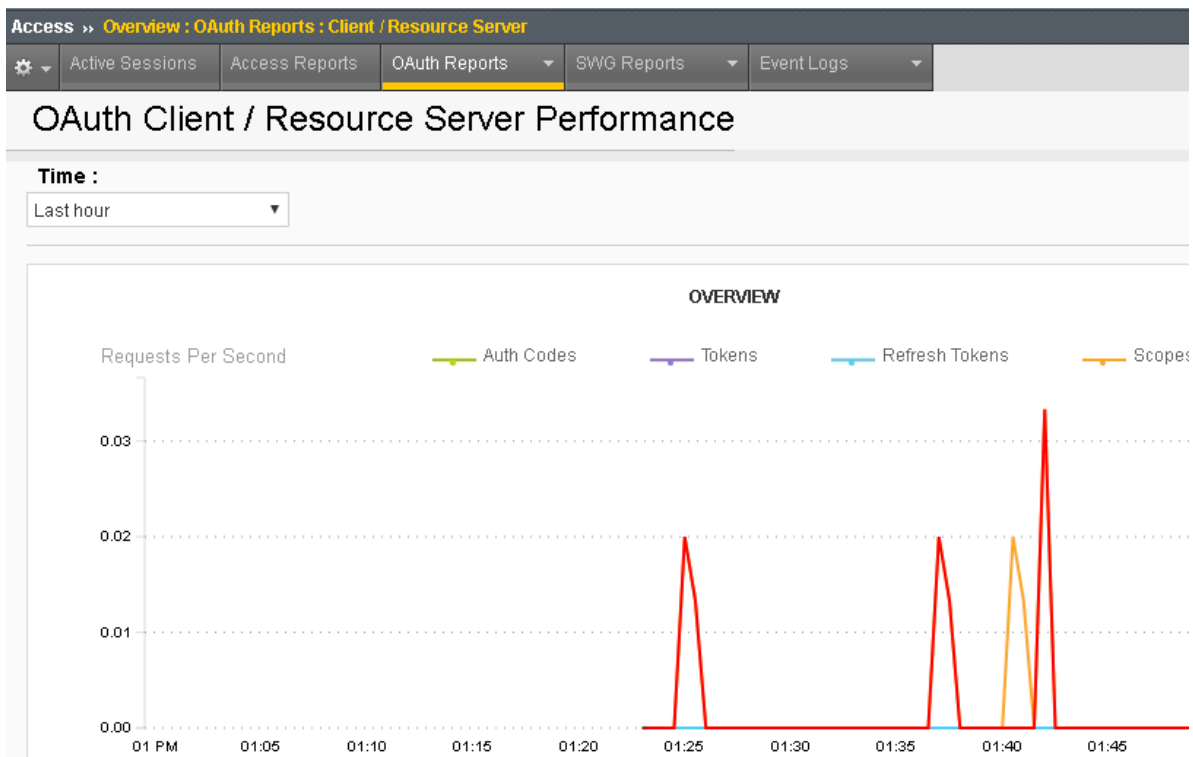 Access ›› Overview : OAuth Reports : Client / Resource Server
Active Sessions Access Reports OAuth Reports SWG Reports Event Logs
OAuth Client / Resource Server Performance
Time :
Last hour
OVERVIEW
Requests Per Second Auth Codes Tokens Refresh Tokens Scopes
0.03
0.02
0.01
0.00
01 PM 01:05 01:10 01:15 01:20 01:25 01:30 01:35 01:40 01:45